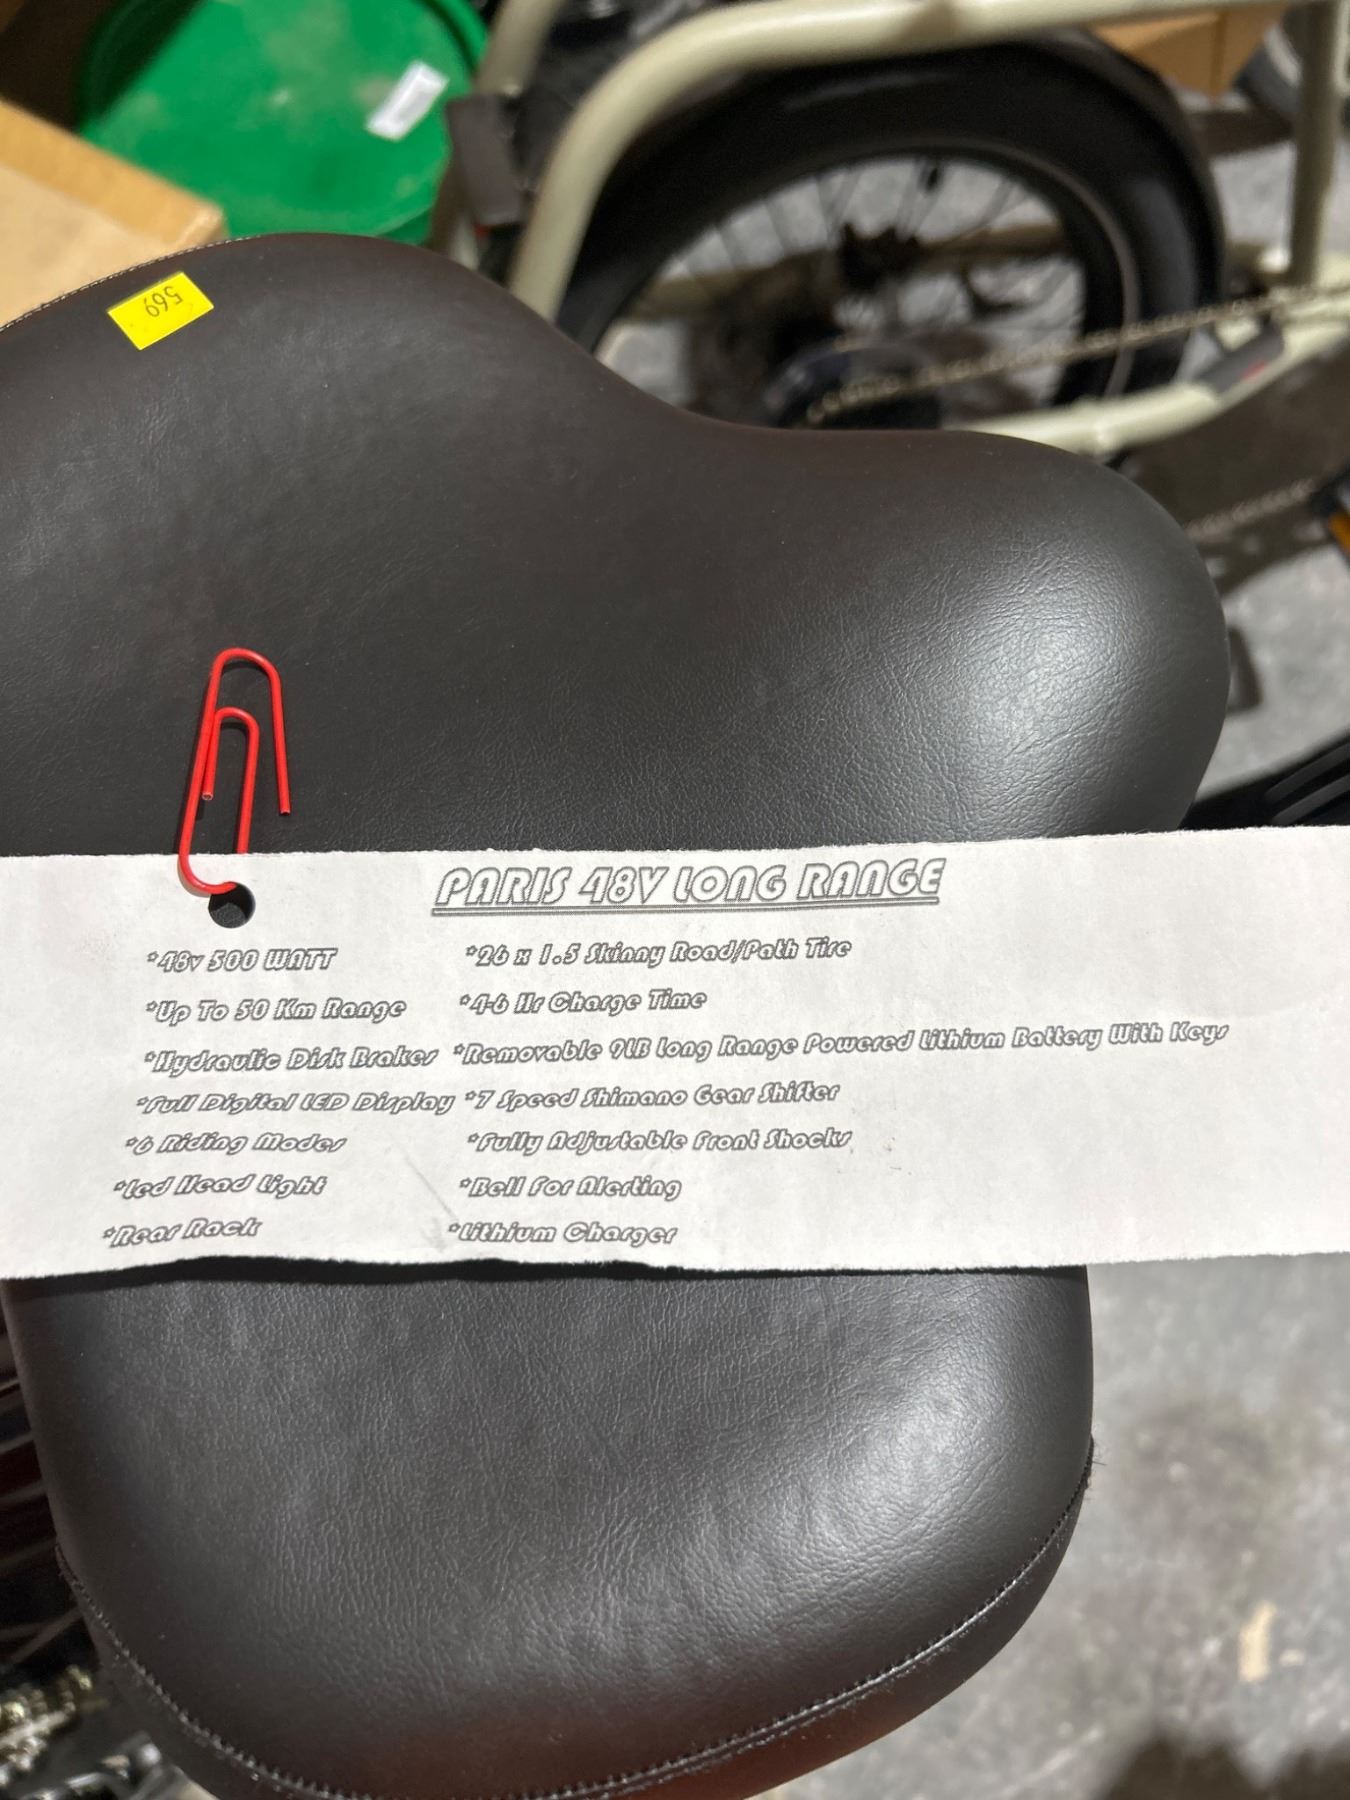 569
PARIS 48V LONG RANGE
*48v 500 WATT
*26 x 1.5 Skinny Road/Path Tire
*Up To 50 Km Range
*4-6 Hr Charge Time
*Hydraulic Disk Brakes
*Removable 9LB Long Range Powered Lithium Battery With Keys
*Full Digital LED Display
*7 Speed Shimano Gear Shifter
*6 Riding Modes
*Fully Adjustable Front Shocks
*Led Head Light
*Bell For Alerting
*Rear Rack
*Lithium Charger